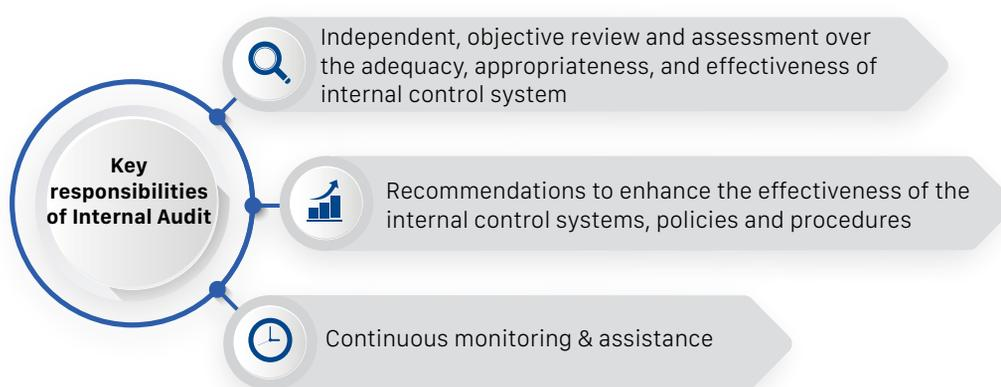 Independent, objective review and assessment over
the adequacy, appropriateness, and effectiveness of
internal control system
Key
responsibilities
of Internal Audit
Recommendations to enhance the effectiveness of the
internal control systems, policies and procedures
Continuous monitoring & assistance